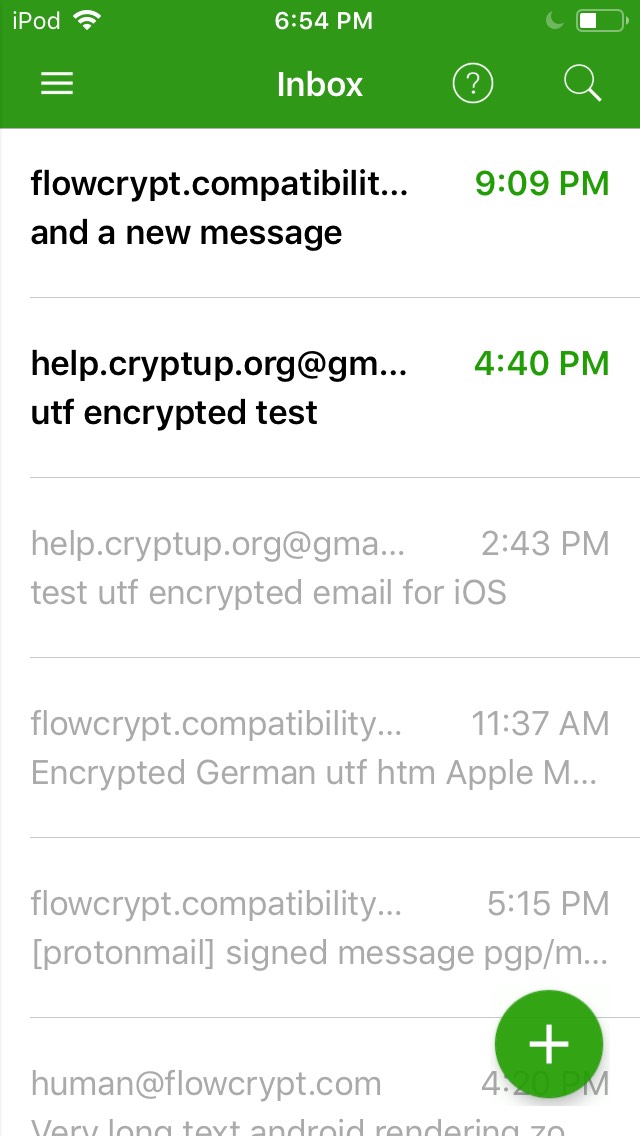 iPod 6:54 PM
Inbox ?
flowcrypt.compatibilit... 9:09 PM
and a new message
help.cryptup.org@gm... 4:40 PM
utf encrypted test
help.cryptup.org@gma... 2:43 PM
test utf encrypted email for iOS
flowcrypt.compatibility... 11:37 AM
Encrypted German utf htm Apple M...
flowcrypt.compatibility... 5:15 PM
[protonmail] signed message pgp/m...
human@flowcrypt.com 4:20 PM
Very long text android rendering zo...